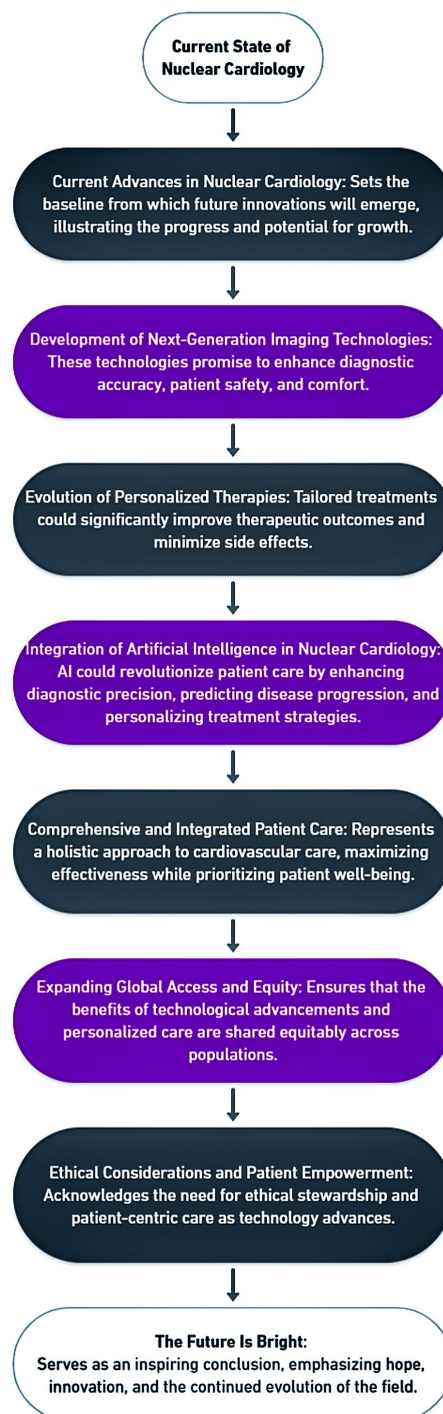 Current State of
Nuclear Cardiology
Current Advances in Nuclear Cardiology: Sets the
baseline from which future innovations will emerge,
illustrating the progress and potential for growth.
Development of Next-Generation Imaging Technologies:
These technologies promise to enhance diagnostic
accuracy, patient safety, and comfort.
Evolution of Personalized Therapies: Tailored treatments
could significantly improve therapeutic outcomes and
minimize side effects.
Integration of Artificial Intelligence in Nuclear Cardiology:
AI could revolutionize patient care by enhancing
diagnostic precision, predicting disease progression, and
personalizing treatment strategies.
Comprehensive and Integrated Patient Care: Represents
a holistic approach to cardiovascular care, maximizing
effectiveness while prioritizing patient well-being.
Expanding Global Access and Equity: Ensures that the
benefits of technological advancements and
personalized care are shared equitably across
populations.
Ethical Considerations and Patient Empowerment:
Acknowledges the need for ethical stewardship and
patient-centric care as technology advances.
The Future Is Bright:
Serves as an inspiring conclusion, emphasizing hope,
innovation, and the continued evolution of the field.